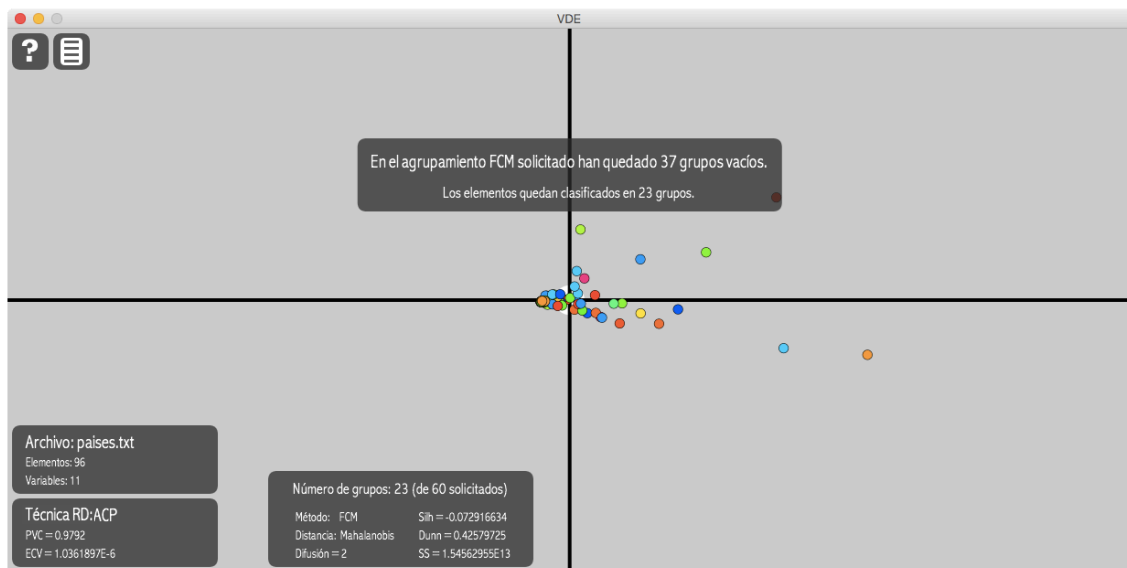 VDE
?
En el agrupamiento FCM solicitado han quedado 37 grupos vacíos.
Los elementos quedan clasificados en 23 grupos.
Archivo: paises.txt
Elementos: 96
Variables: 11
Técnica RD:ACP
PVC = 0.9792
ECV = 1.0361897E-6
Número de grupos: 23 (de 60 solicitados)
Método: FCM Silh = -0.072916634
Distancia: Mahalanobis Dunn = 0.42579725
Difusión = 2 SS = 1.54562955E13